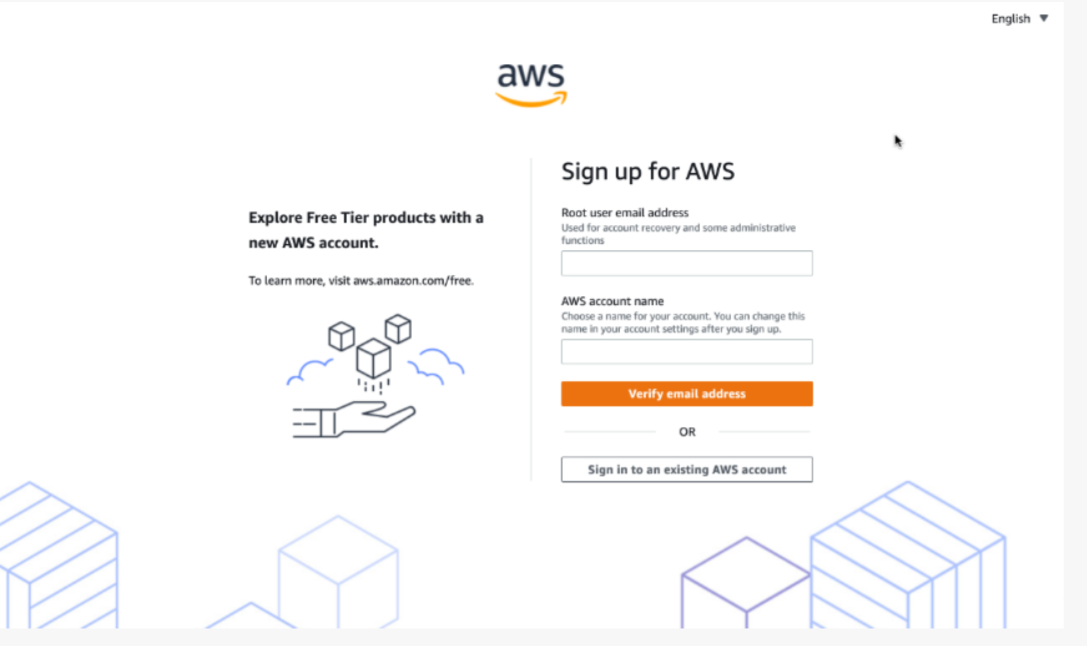 English
aws
Explore Free Tier products with a
new AWS account.
To learn more, visit aws.amazon.com/free.
Sign up for AWS
Root user email address
Used for account recovery and some administrative
functions
AWS account name
Choose a name for your account. You can change this
name in your account settings after you sign up.
Verify email address
OR
Sign in to an existing AWS account